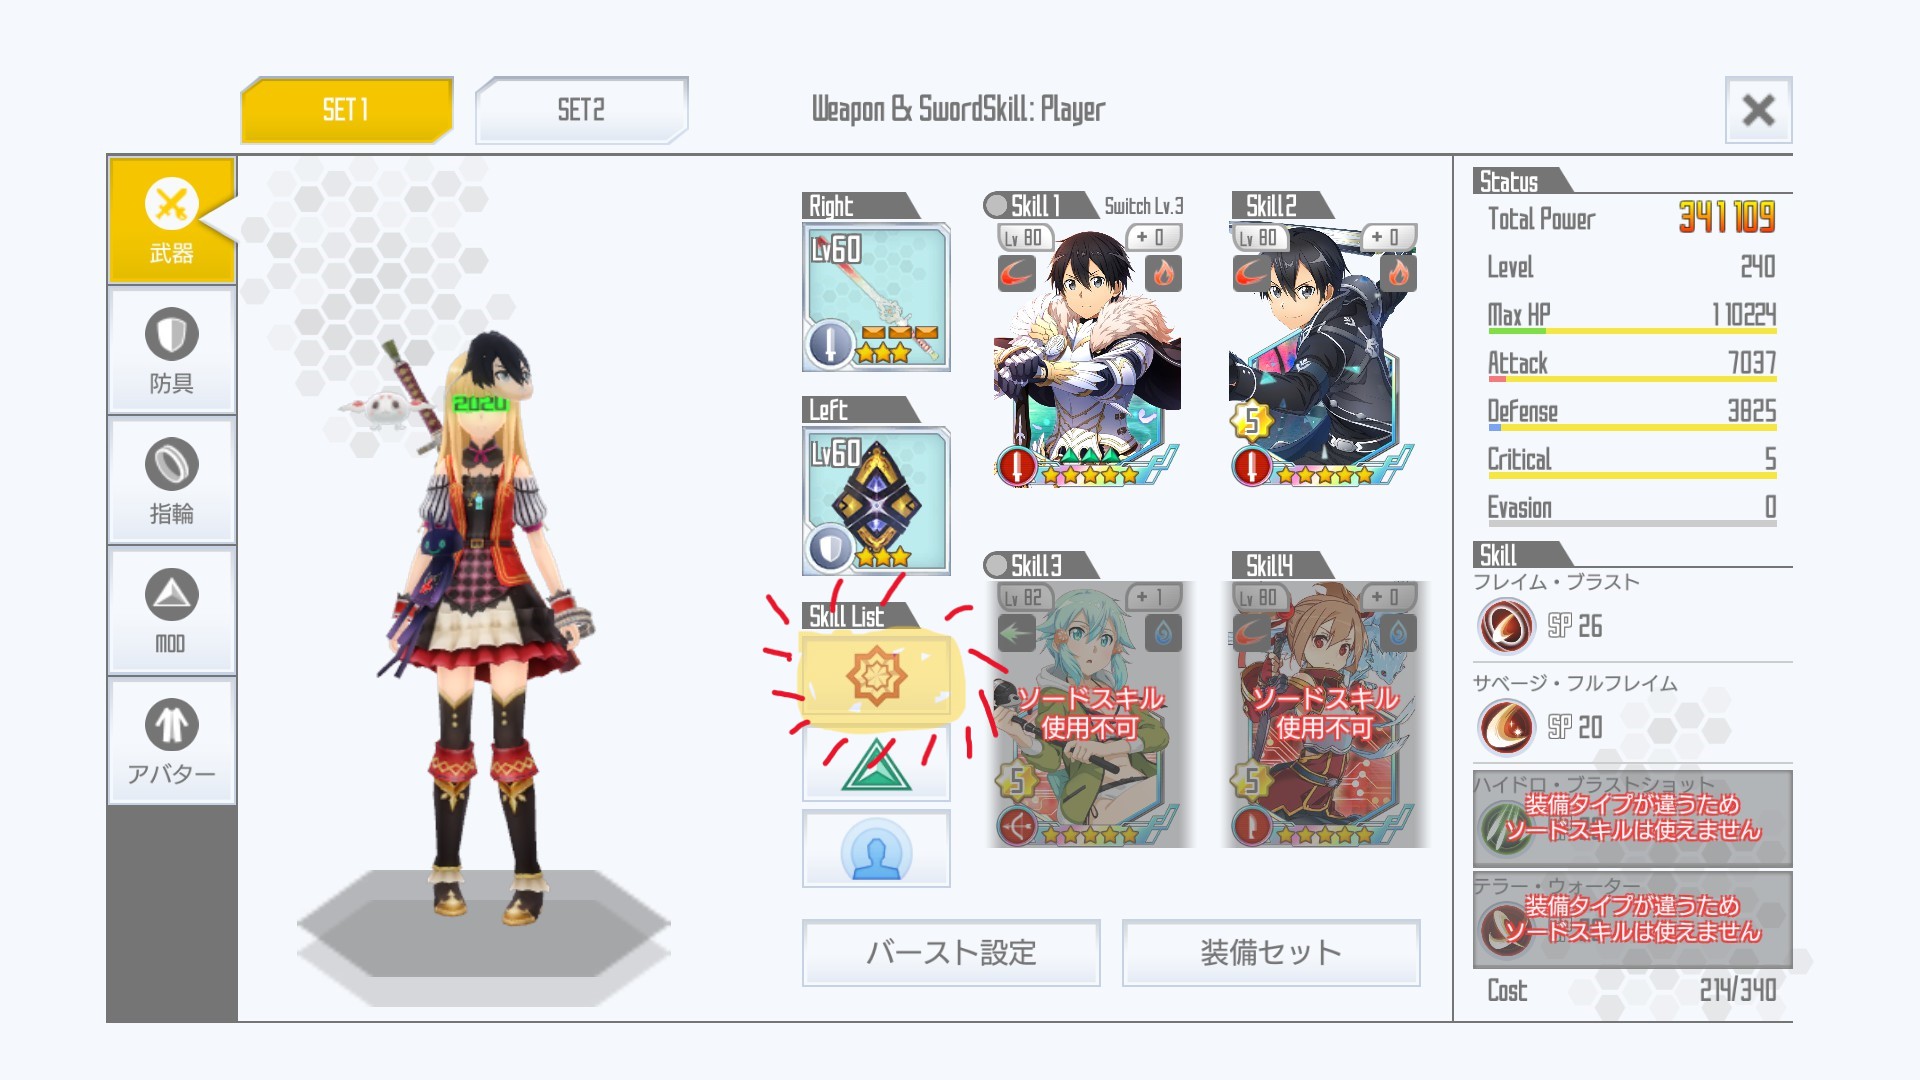 SET1
SET2
Weapon & SwordSkill: Player
武器
防具
指輪
MOD
アバター
2020
Right
Lv60
Left
Lv60
Skill List
Skill1
Switch Lv.3
Lv 80
+ 0
Skill2
Lv 80
+ 0
5
Skill3
Lv 82
+ 1
ソードスキル
使用不可
5
Skill4
Lv 80
+ 0
ソードスキル
使用不可
5
バースト設定
装備セット
Status
Total Power 341109
Level 240
Max HP 110224
Attack 7037
Defense 3825
Critical 5
Evasion 0
Skill
フレイム・ブラスト
SP 26
サベージ・フルフレイム
SP 20
ハイドロ・ブラストショット
装備タイプが違うため
ソードスキルは使えません
テラー・ウォーター
装備タイプが違うため
ソードスキルは使えません
Cost 214/340